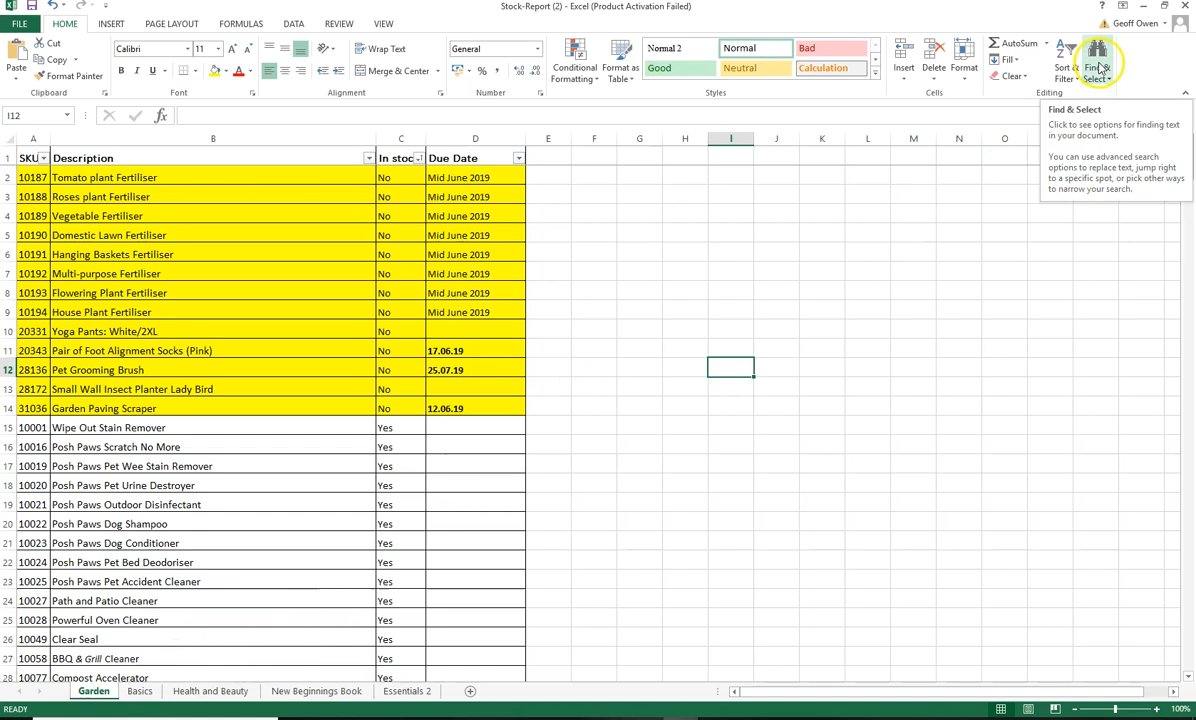 Stock-Report (2) - Excel (Product Activation Failed)
FILE HOME INSERT PAGE LAYOUT FORMULAS DATA REVIEW VIEW Geoff Owen
Paste Cut Copy Format Painter
Calibri 11 Wrap Text Merge & Center General
B I U
Conditional Formatting Format as Table
Normal 2 Normal Bad
Good Neutral Calculation
Insert Delete Format
AutoSum Fill Clear Sort & Filter Find & Select
Clipboard Font Alignment Number Styles Cells Editing
I12 fx
Find & Select
Click to see options for finding text
in your document.
You can use advanced search
options to replace text, jump right
to a specific spot, or pick other ways
to narrow your search.
A B C D E F G H I J K L M N O
1 SKU Description In stoc Due Date
2 10187 Tomato plant Fertiliser No Mid June 2019
3 10188 Roses plant Fertiliser No Mid June 2019
4 10189 Vegetable Fertiliser No Mid June 2019
5 10190 Domestic Lawn Fertiliser No Mid June 2019
6 10191 Hanging Baskets Fertiliser No Mid June 2019
7 10192 Multi-purpose Fertiliser No Mid June 2019
8 10193 Flowering Plant Fertiliser No Mid June 2019
9 10194 House Plant Fertiliser No Mid June 2019
10 20331 Yoga Pants: White/2XL No
11 20343 Pair of Foot Alignment Socks (Pink) No 17.06.19
12 28136 Pet Grooming Brush No 25.07.19
13 28172 Small Wall Insect Planter Lady Bird No
14 31036 Garden Paving Scraper No 12.06.19
15 10001 Wipe Out Stain Remover Yes
16 10016 Posh Paws Scratch No More Yes
17 10019 Posh Paws Pet Wee Stain Remover Yes
18 10020 Posh Paws Pet Urine Destroyer Yes
19 10021 Posh Paws Outdoor Disinfectant Yes
20 10022 Posh Paws Dog Shampoo Yes
21 10023 Posh Paws Dog Conditioner Yes
22 10024 Posh Paws Pet Bed Deodoriser Yes
23 10025 Posh Paws Pet Accident Cleaner Yes
24 10027 Path and Patio Cleaner Yes
25 10028 Powerful Oven Cleaner Yes
26 10049 Clear Seal Yes
27 10058 BBQ & Grill Cleaner Yes
28 10077 Compost Accelerator Yes
Garden Basics Health and Beauty New Beginnings Book Essentials 2
READY 100%